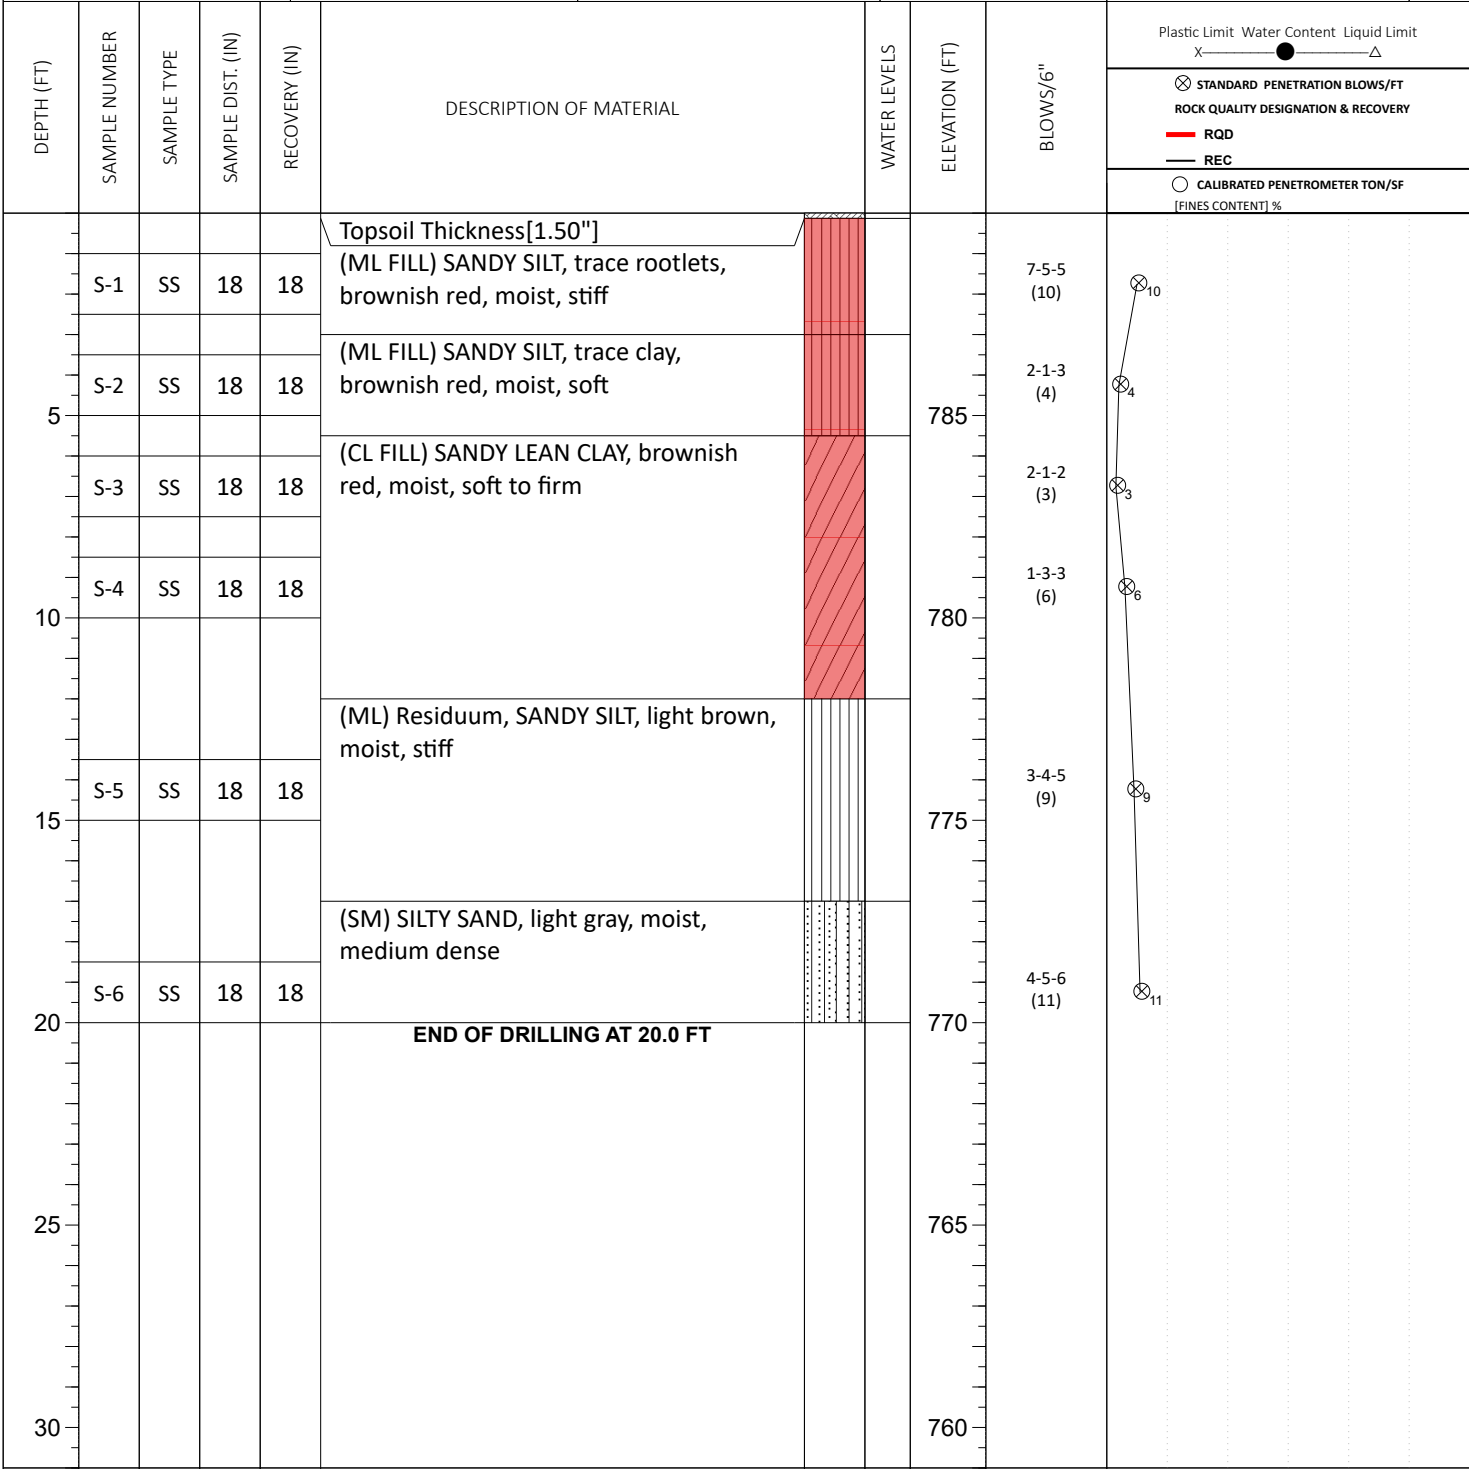 DEPTH (FT)
SAMPLE NUMBER
SAMPLE TYPE
SAMPLE DIST. (IN)
RECOVERY (IN)
DESCRIPTION OF MATERIAL
WATER LEVELS
ELEVATION (FT)
BLOWS/6"
Plastic Limit Water Content Liquid Limit
X
STANDARD PENETRATION BLOWS/FT
ROCK QUALITY DESIGNATION & RECOVERY
RQD
REC
CALIBRATED PENETROMETER TON/SF
[FINES CONTENT] %
Topsoil Thickness[1.50"]
(ML FILL) SANDY SILT, trace rootlets,
brownish red, moist, stiff
S-1 SS 18 18
7-5-5
(10)
10
(ML FILL) SANDY SILT, trace clay,
brownish red, moist, soft
S-2 SS 18 18
2-1-3
(4)
4
5 785
(CL FILL) SANDY LEAN CLAY, brownish
red, moist, soft to firm
S-3 SS 18 18
2-1-2
(3)
3
S-4 SS 18 18
1-3-3
(6)
6
10 780
(ML) Residuum, SANDY SILT, light brown,
moist, stiff
S-5 SS 18 18
3-4-5
(9)
9
15 775
(SM) SILTY SAND, light gray, moist,
medium dense
S-6 SS 18 18
4-5-6
(11)
11
20 770
END OF DRILLING AT 20.0 FT
25 765
30 760